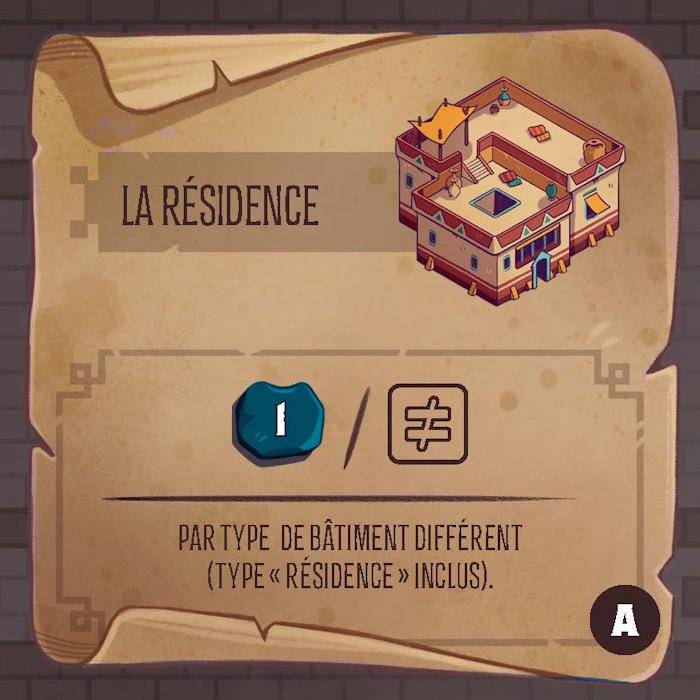 LA RÉSIDENCE
1 / ≠
PAR TYPE DE BÂTIMENT DIFFÉRENT
(TYPE « RÉSIDENCE » INCLUS).
A